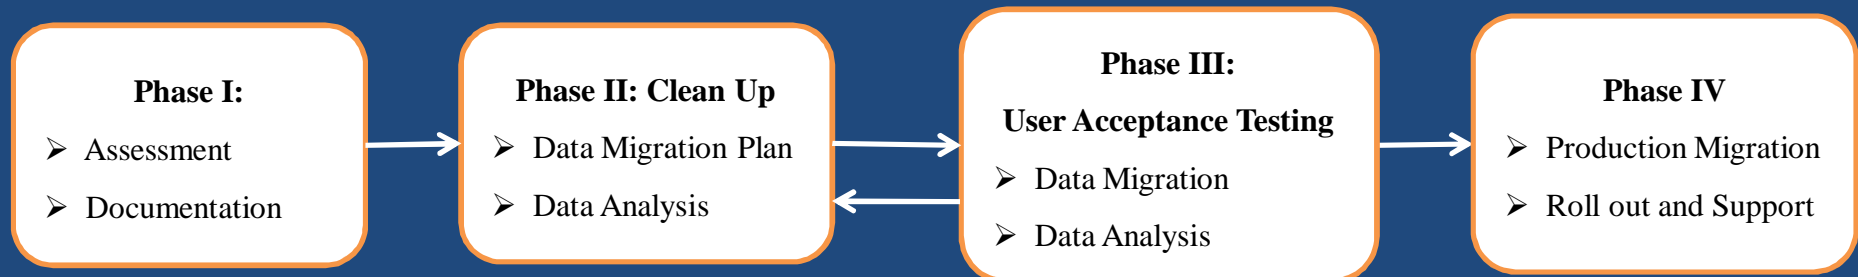 Phase I:
➢ Assessment
➢ Documentation
Phase II: Clean Up
➢ Data Migration Plan
➢ Data Analysis
Phase III:
User Acceptance Testing
➢ Data Migration
➢ Data Analysis
Phase IV
➢ Production Migration
➢ Roll out and Support